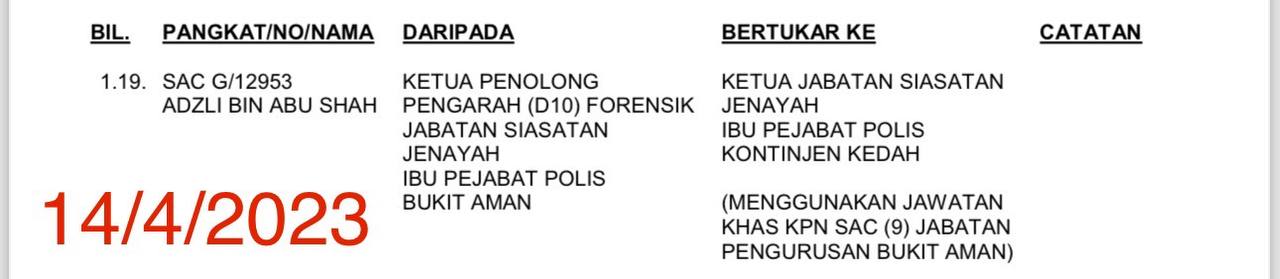 BIL. PANGKAT/NO/NAMA DARIPADA BERTUKAR KE CATATAN
1.19. SAC G/12953
ADZLI BIN ABU SHAH
KETUA PENOLONG
PENGARAH (D10) FORENSIK
JABATAN SIASATAN
JENAYAH
IBU PEJABAT POLIS
BUKIT AMAN
KETUA JABATAN SIASATAN
JENAYAH
IBU PEJABAT POLIS
KONTINJEN KEDAH
(MENGGUNAKAN JAWATAN
KHAS KPN SAC (9) JABATAN
PENGURUSAN BUKIT AMAN)
14/4/2023